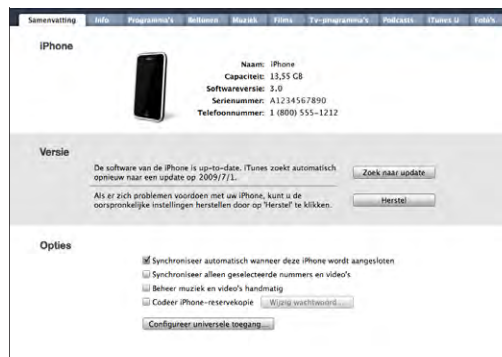 Samenvatting Info Programma's Beltonen Muziek Films Tv-programma's Podcasts iTunes U Foto's
iPhone
Naam: iPhone
Capaciteit: 13,55 GB
Softwareversie: 3.0
Serienummer: A1234567890
Telefoonnummer: 1 (800) 555-1212
Versie
De software van de iPhone is up-to-date. iTunes zoekt automatisch
opnieuw naar een update op 2009/7/1.
Zoek naar update
Als er zich problemen voordoen met uw iPhone, kunt u de
oorspronkelijke instellingen herstellen door op 'Herstel' te klikken.
Herstel
Opties
Synchroniseer automatisch wanneer deze iPhone wordt aangesloten
Synchroniseer alleen geselecteerde nummers en video's
Beheer muziek en video's handmatig
Codeer iPhone-reservekopie Wijzig wachtwoord...
Configureer universele toegang...